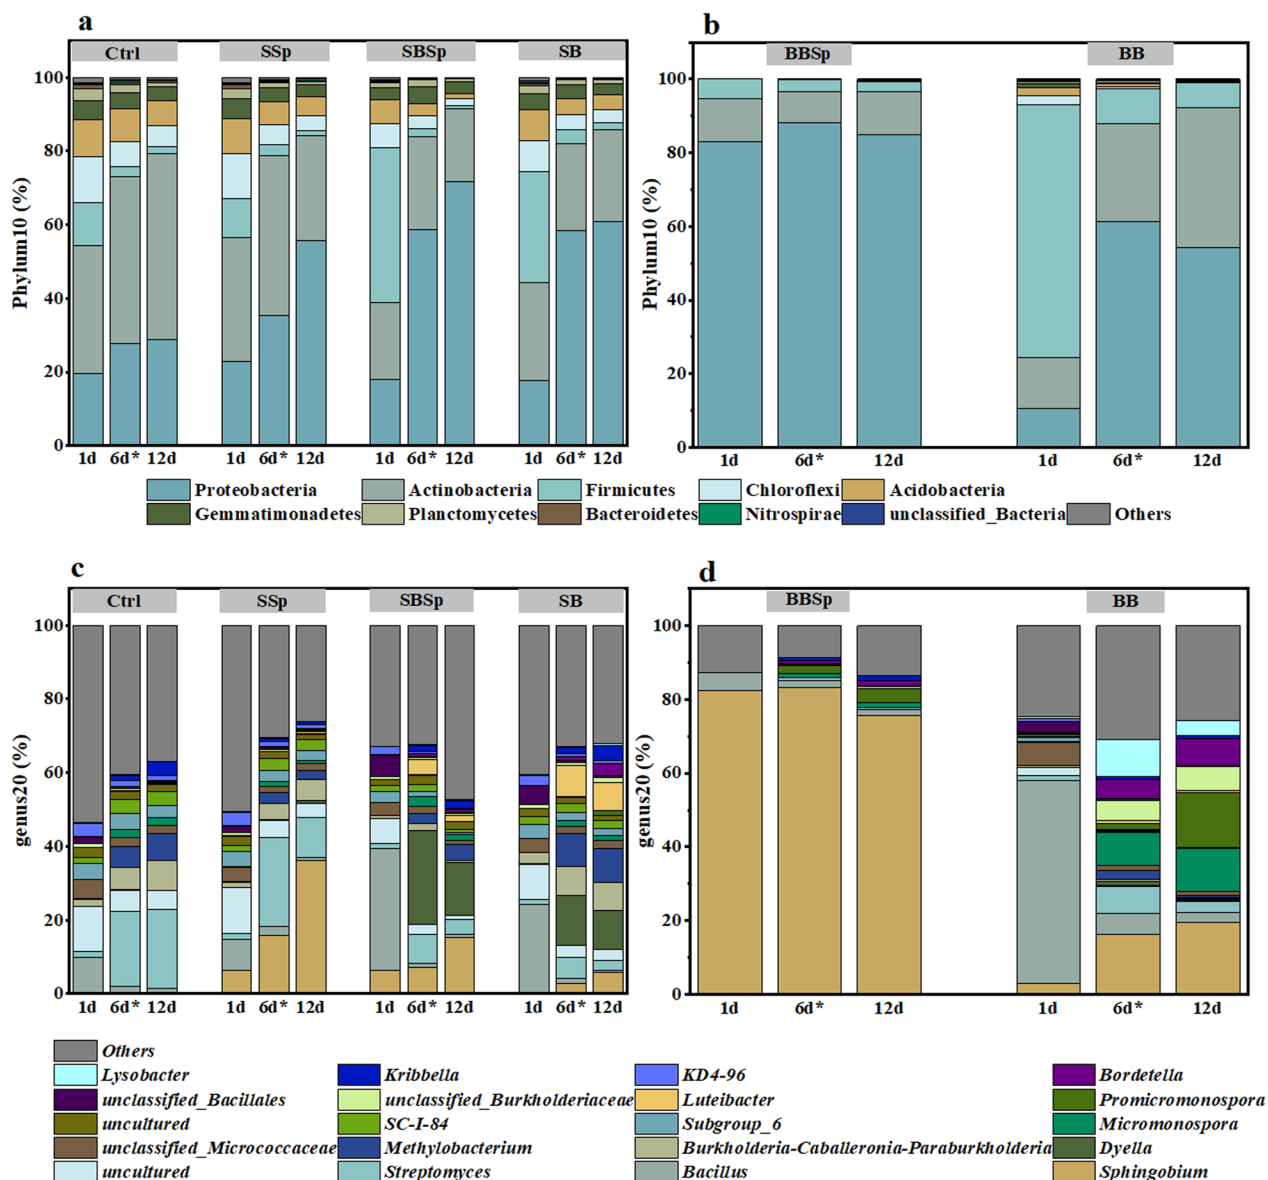 a
b
Ctrl SSp SBSp SB
BBSp BB
Phylum10 (%)
100
80
60
40
20
0
1d 6d* 12d 1d 6d* 12d 1d 6d* 12d 1d 6d* 12d
Phylum10 (%)
100
80
60
40
20
0
1d 6d* 12d 1d 6d* 12d
Proteobacteria Actinobacteria Firmicutes Chloroflexi Acidobacteria
Gemmatimonadetes Planctomycetes Bacteroidetes Nitrospirae unclassified_Bacteria Others
c
d
Ctrl SSp SBSp SB
BBSp BB
genus20 (%)
100
80
60
40
20
0
1d 6d* 12d 1d 6d* 12d 1d 6d* 12d 1d 6d* 12d
genus20 (%)
100
80
60
40
20
0
1d 6d* 12d 1d 6d* 12d
Others
Lysobacter Kribbella KD4-96 Bordetella
unclassified_Bacillales unclassified_Burkholderiaceae Luteibacter Promicromonospora
uncultured SC-I-84 Subgroup_6 Micromonospora
unclassified_Micrococcaceae Methylobacterium Burkholderia-Caballeronia-Paraburkholderia Dyella
uncultured Streptomyces Bacillus Sphingobium